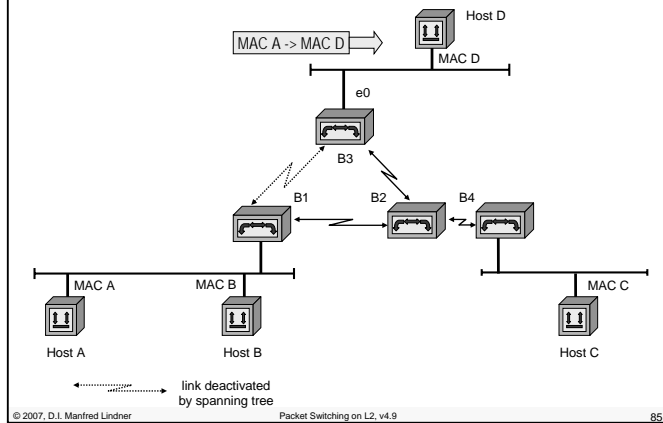 Host D
MAC A -> MAC D
MAC D
e0
B3
B1
B2
B4
MAC A
MAC B
MAC C
Host A
Host B
Host C
link deactivated
by spanning tree
© 2007, D.I. Manfred Lindner
Packet Switching on L2, v4.9
85